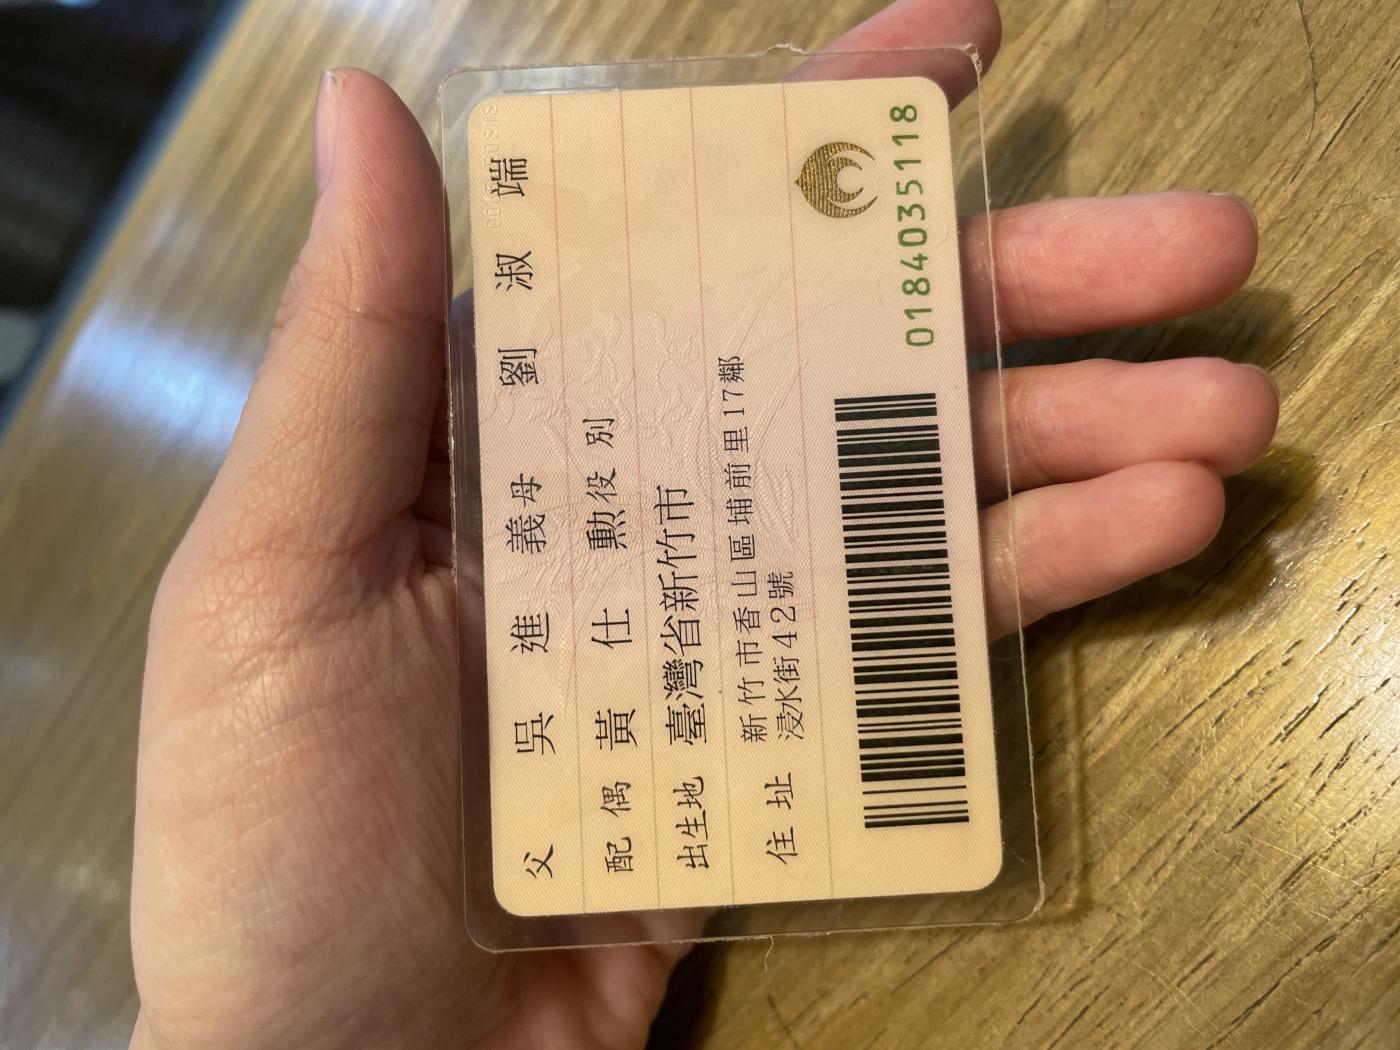 父 吳 進 義 母 劉 淑 端
配偶 黃 仕 勳 役別
出生地 臺灣省新竹市
住址 新竹市香山區埔前里17鄰
浸水街42號
0184035118